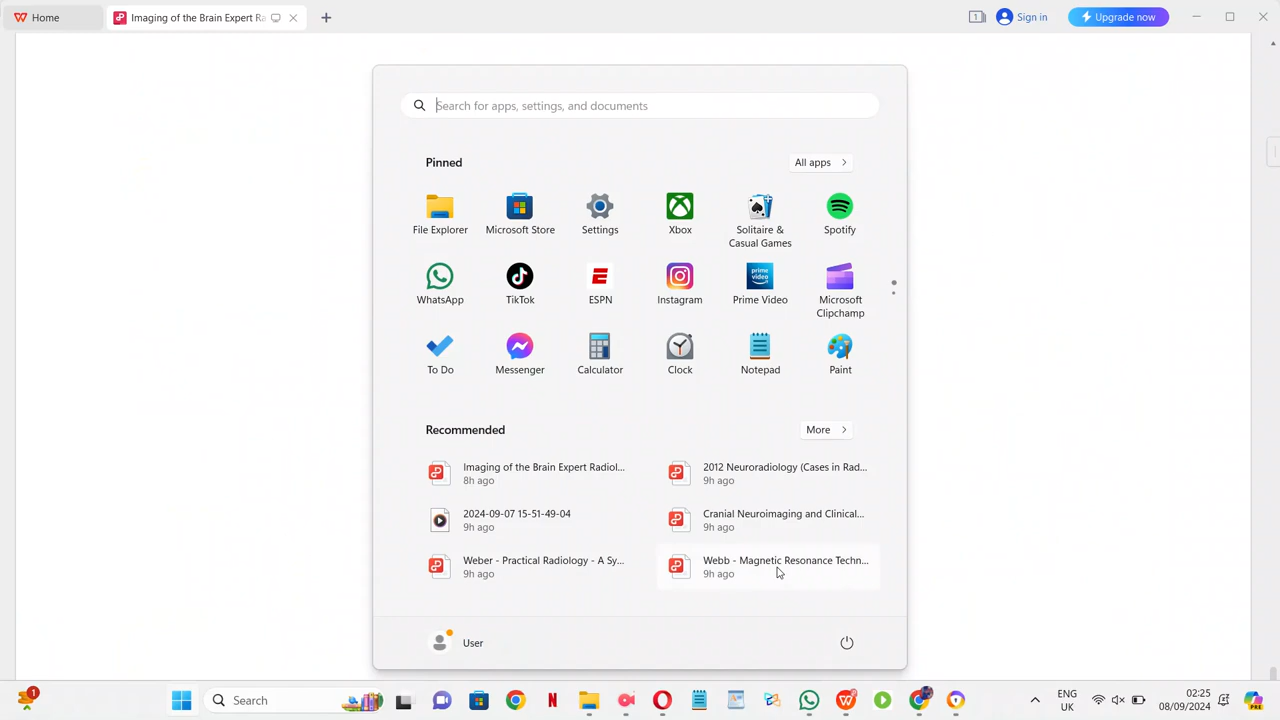 Home
Imaging of the Brain Expert Ra
1
Sign in
Upgrade now
Search for apps, settings, and documents
Pinned
All apps
File Explorer
Microsoft Store
Settings
Xbox
Solitaire &
Casual Games
Spotify
WhatsApp
TikTok
ESPN
Instagram
prime video
Prime Video
Microsoft
Clipchamp
To Do
Messenger
Calculator
Clock
Notepad
Paint
Recommended
More
Imaging of the Brain Expert Radiol...
8h ago
2012 Neuroradiology (Cases in Rad...
9h ago
2024-09-07 15-51-49-04
9h ago
Cranial Neuroimaging and Clinical...
9h ago
Weber - Practical Radiology - A Sy...
9h ago
Webb - Magnetic Resonance Techn...
9h ago
User
1
Search
ENG
UK
02:25
08/09/2024
PRE